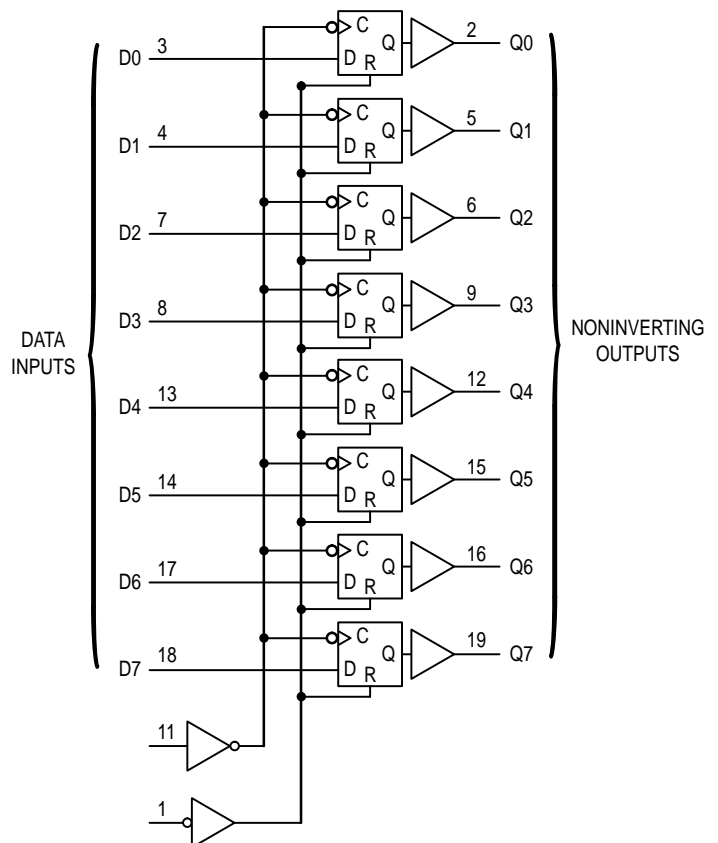 C
2
Q
Q0
3
D0
D
R
C
5
Q
Q1
4
D1
D
R
C
6
Q
Q2
7
D2
D
R
C
9
Q
Q3
8
D3
D
R
DATA
INPUTS
NONINVERTING
OUTPUTS
C
12
Q
Q4
13
D4
D
R
C
15
Q
Q5
14
D5
D
R
C
16
Q
Q6
17
D6
D
R
C
19
Q
Q7
18
D7
D
R
11
1